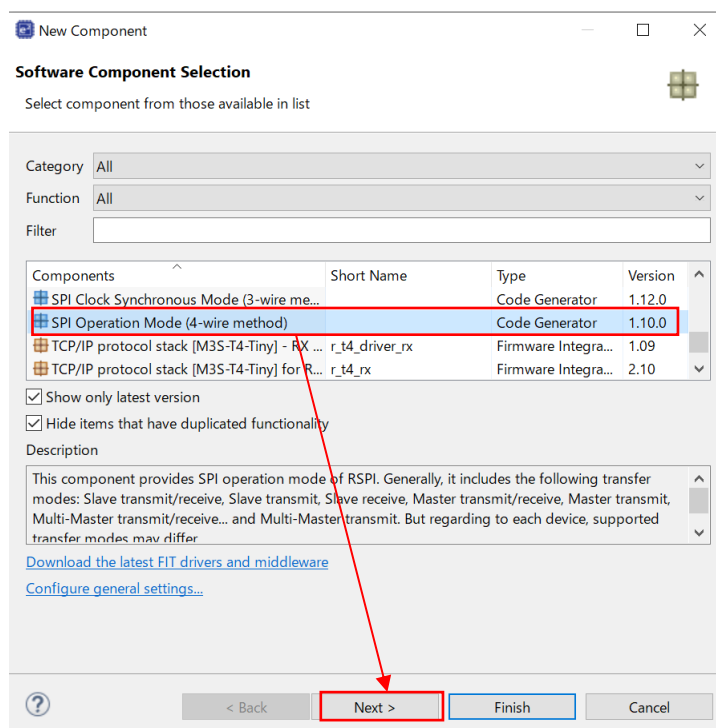 New Component
Software Component Selection
Select component from those available in list
Category All
Function All
Filter
Components Short Name Type Version
SPI Clock Synchronous Mode (3-wire me... Code Generator 1.12.0
SPI Operation Mode (4-wire method) Code Generator 1.10.0
TCP/IP protocol stack [M3S-T4-Tiny] - RX ... r_t4_driver_rx Firmware Integra... 1.09
TCP/IP protocol stack [M3S-T4-Tiny] for R... r_t4_rx Firmware Integra... 2.10
Show only latest version
Hide items that have duplicated functionality
Description
This component provides SPI operation mode of RSPI. Generally, it includes the following transfer
modes: Slave transmit/receive, Slave transmit, Slave receive, Master transmit/receive, Master transmit,
Multi-Master transmit/receive... and Multi-Master transmit. But regarding to each device, supported
transfer modes may differ
Download the latest FIT drivers and middleware
Configure general settings...
? < Back Next > Finish Cancel